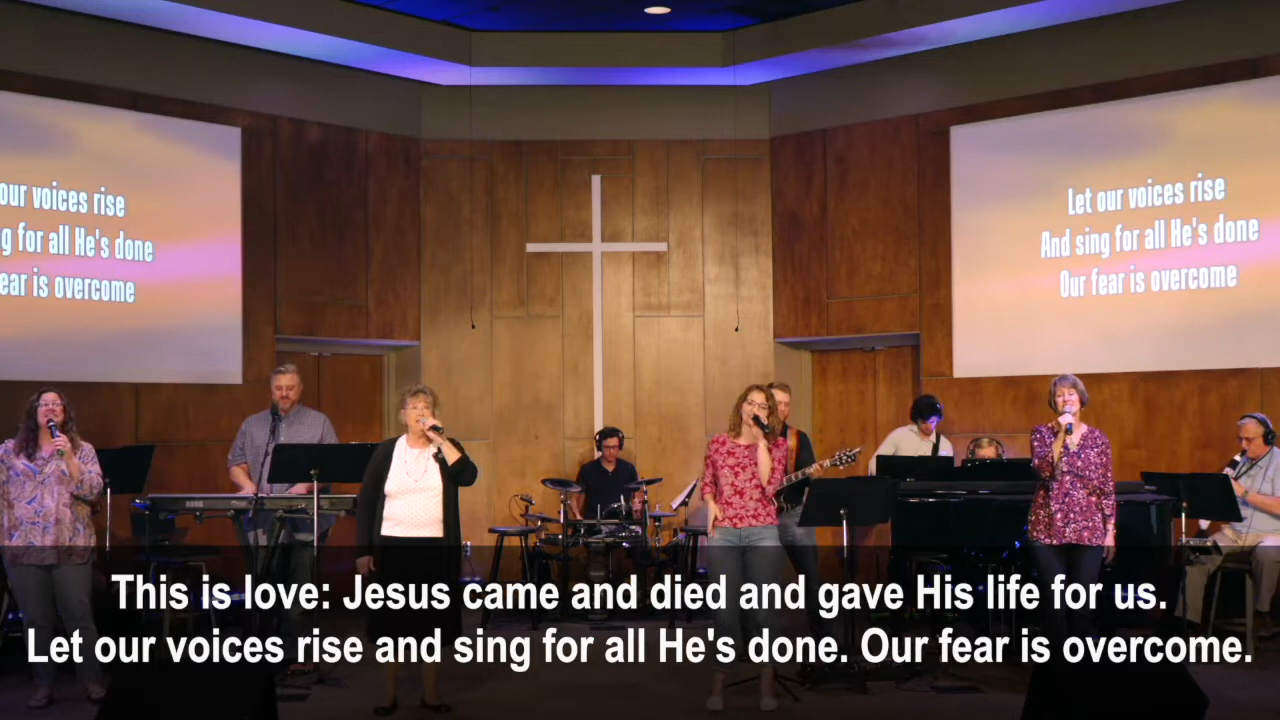 our voices rise
for all He's done
is overcome
Let our voices rise
And sing for all He's done
Our fear is overcome
KORG
This is love: Jesus came and died and gave His life for us.
Let our voices rise and sing for all He's done. Our fear is overcome.